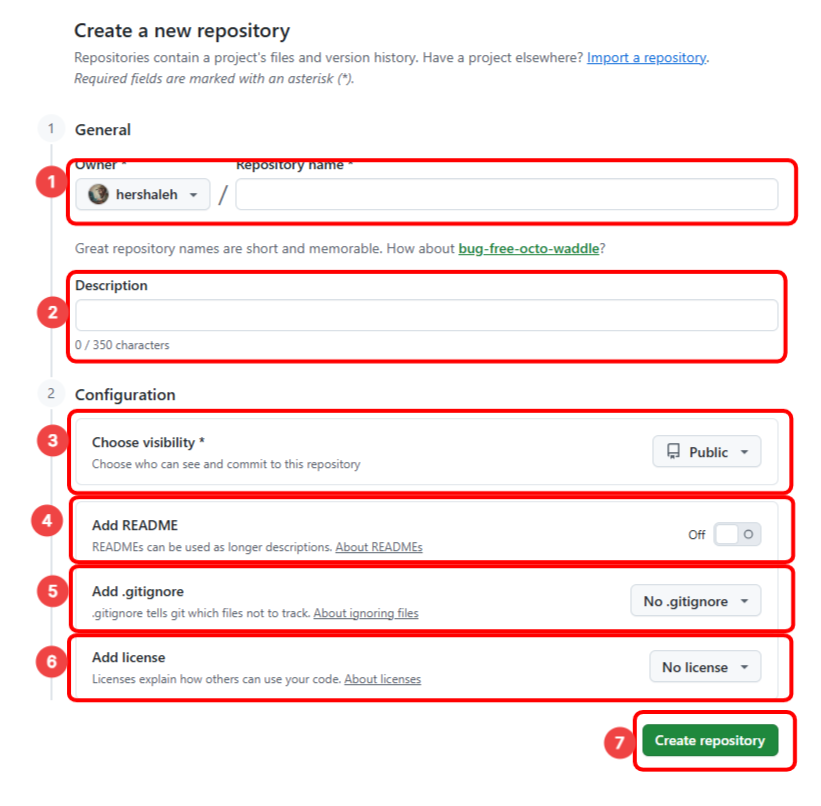 Create a new repository
Repositories contain a project's files and version history. Have a project elsewhere? Import a repository.
Required fields are marked with an asterisk (*).
1 General
Owner * Repository name *
1 hershaleh /
Great repository names are short and memorable. How about bug-free-octo-waddle?
Description
2
0 / 350 characters
2 Configuration
3 Choose visibility * Public
Choose who can see and commit to this repository
4 Add README Off
READMEs can be used as longer descriptions. About READMEs
5 Add .gitignore No .gitignore
.gitignore tells git which files not to track. About ignoring files
6 Add license No license
Licenses explain how others can use your code. About licenses
7 Create repository